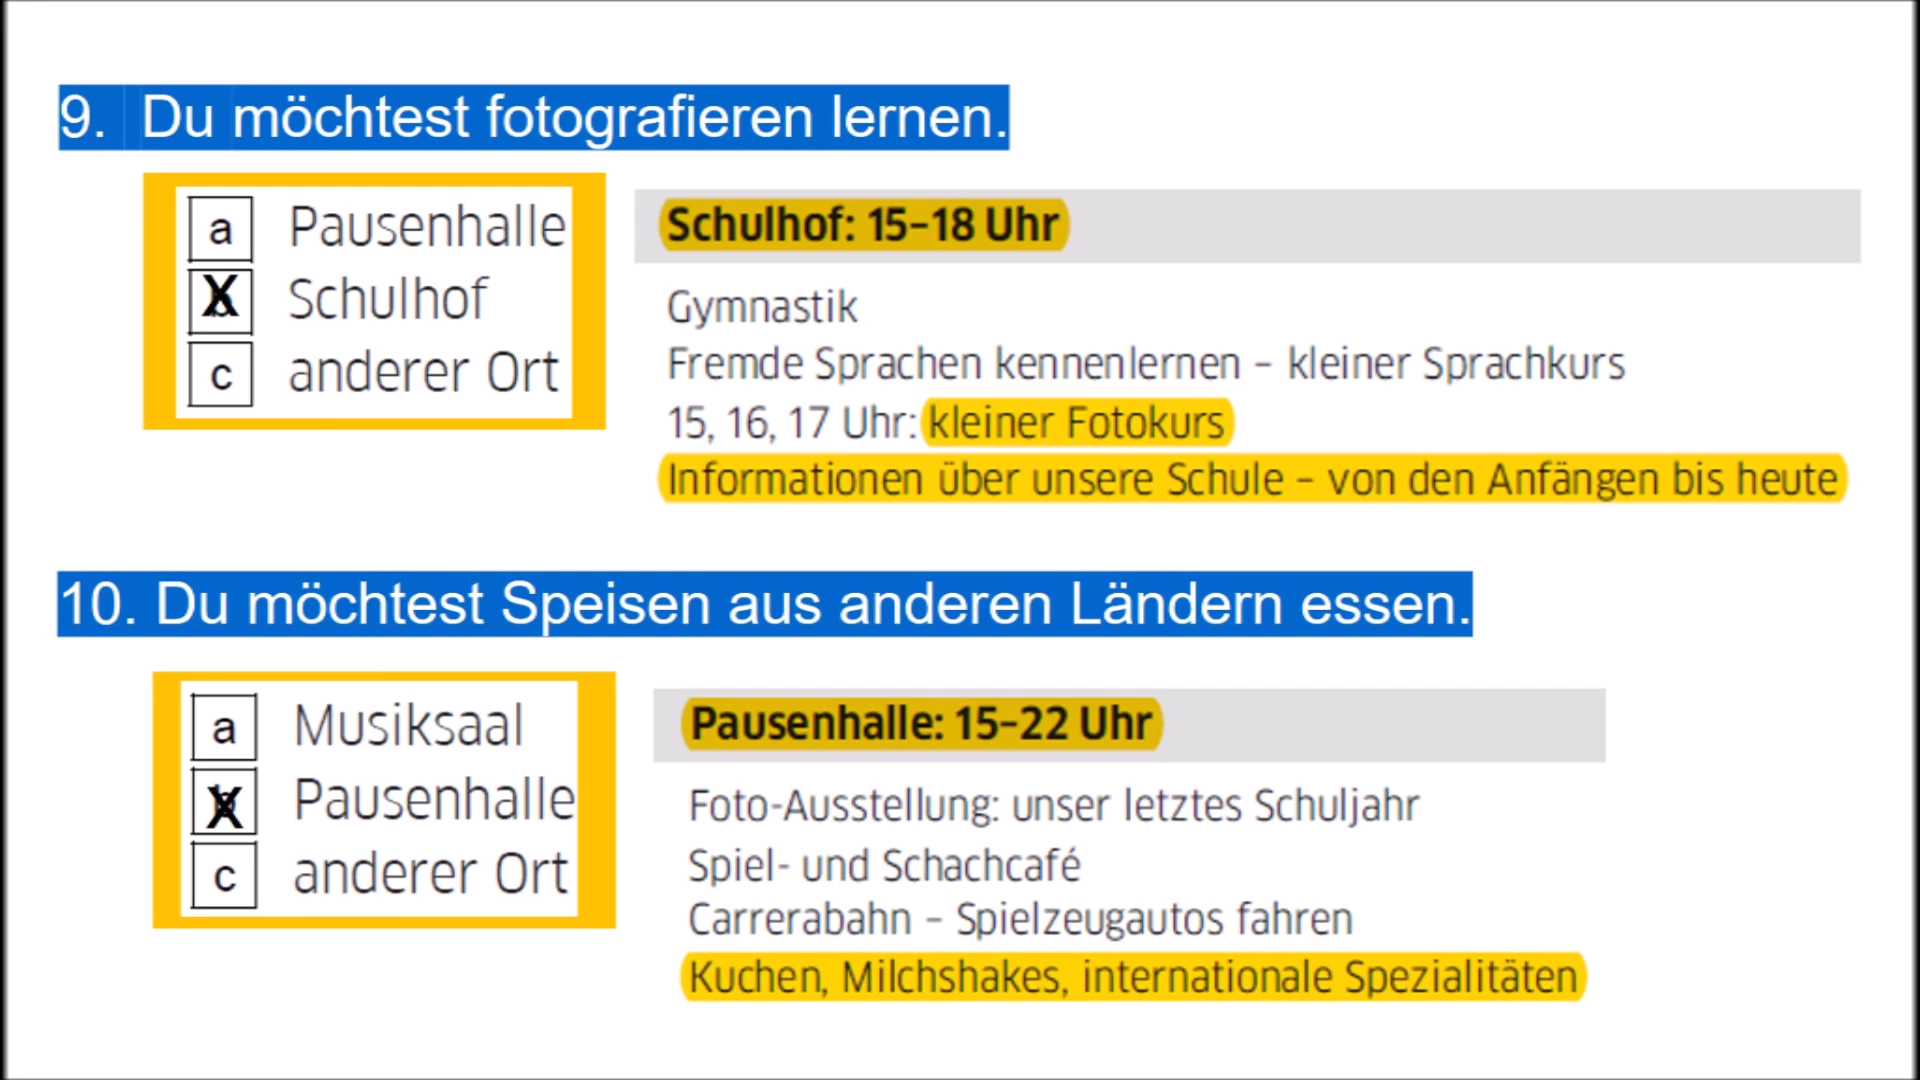 9. Du möchtest fotografieren lernen.
a Pausenhalle
X Schulhof
c anderer Ort
Schulhof: 15–18 Uhr
Gymnastik
Fremde Sprachen kennenlernen – kleiner Sprachkurs
15, 16, 17 Uhr: kleiner Fotokurs
Informationen über unsere Schule – von den Anfängen bis heute
10. Du möchtest Speisen aus anderen Ländern essen.
a Musiksaal
X Pausenhalle
c anderer Ort
Pausenhalle: 15–22 Uhr
Foto-Ausstellung: unser letztes Schuljahr
Spiel- und Schachcafé
Carrerabahn – Spielzeugautos fahren
Kuchen, Milchshakes, internationale Spezialitäten